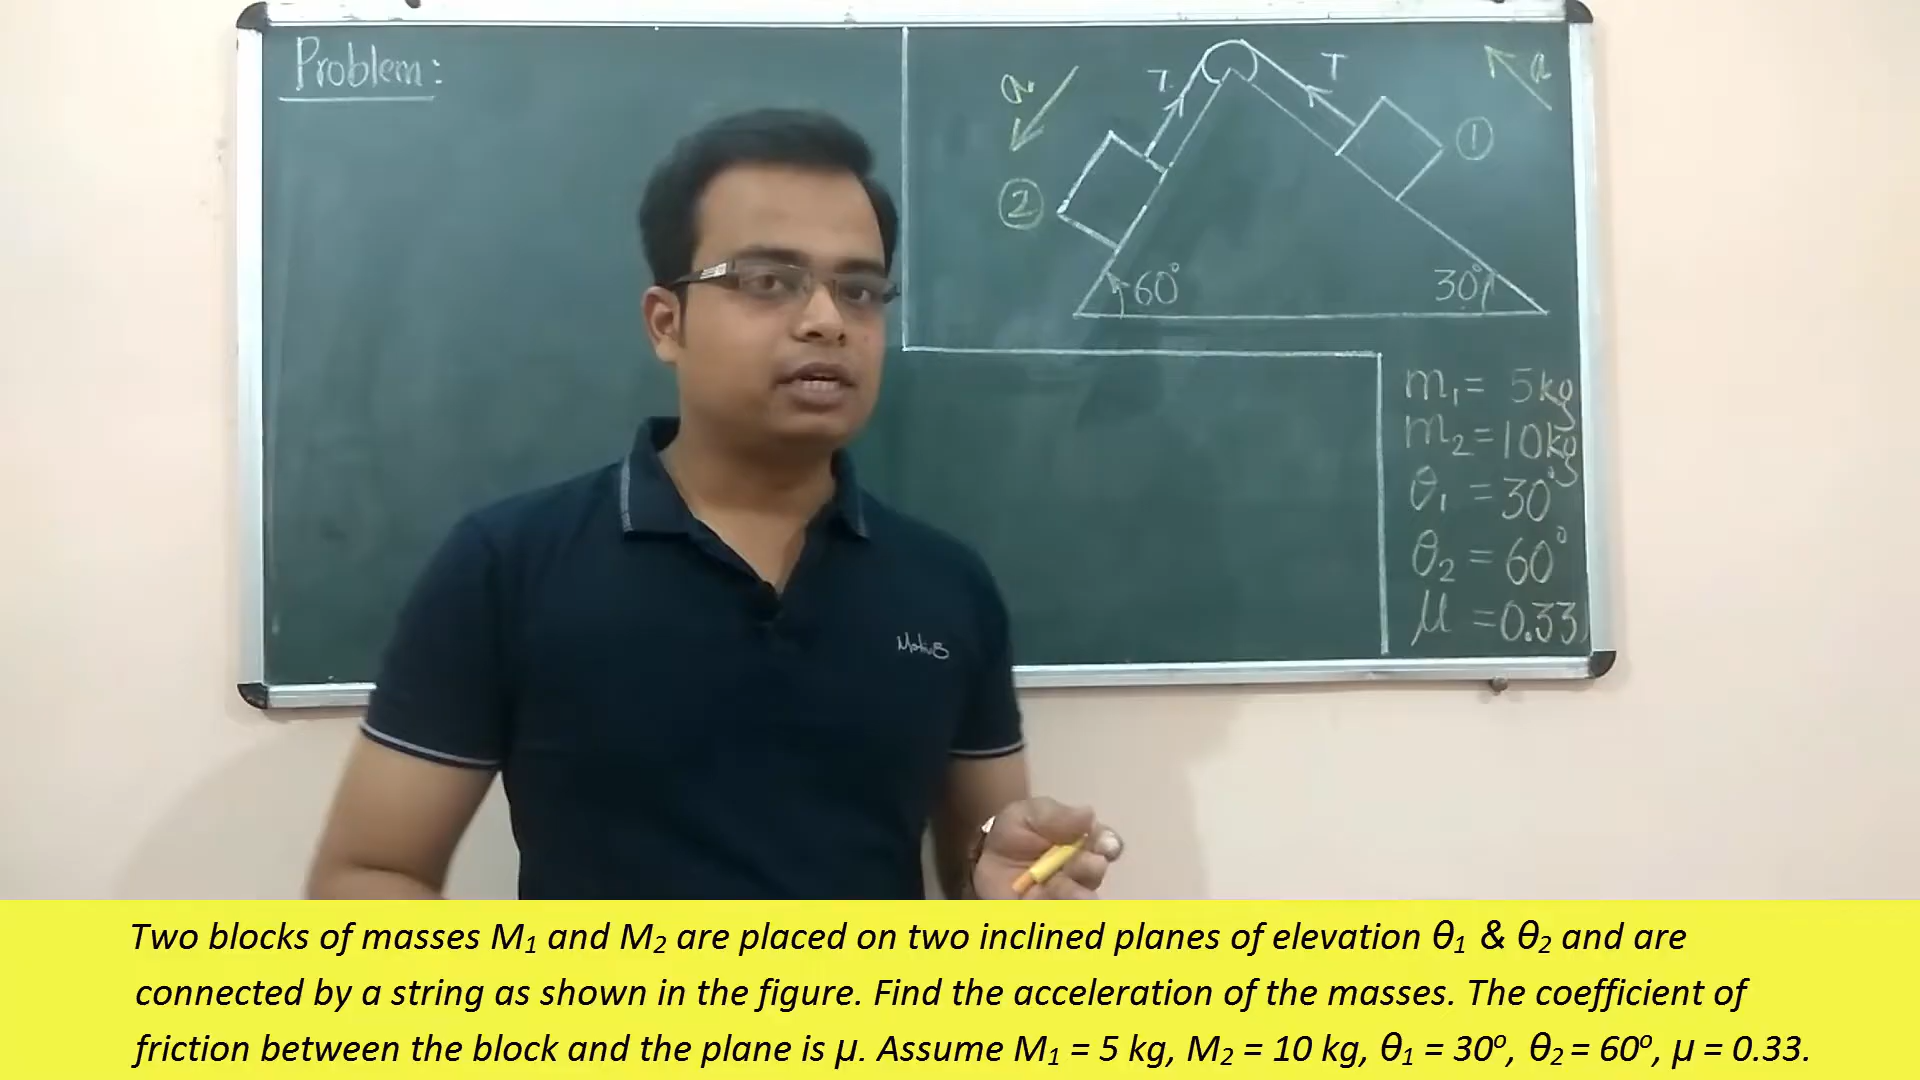 Problem:
T
T
a
a
①
②
60°
30°
m₁ = 5kg
m₂ = 10kg
θ₁ = 30°
θ₂ = 60°
μ = 0.33
Two blocks of masses M₁ and M₂ are placed on two inclined planes of elevation θ₁ & θ₂ and are
connected by a string as shown in the figure. Find the acceleration of the masses. The coefficient of
friction between the block and the plane is μ. Assume M₁ = 5 kg, M₂ = 10 kg, θ₁ = 30°, θ₂ = 60°, μ = 0.33.